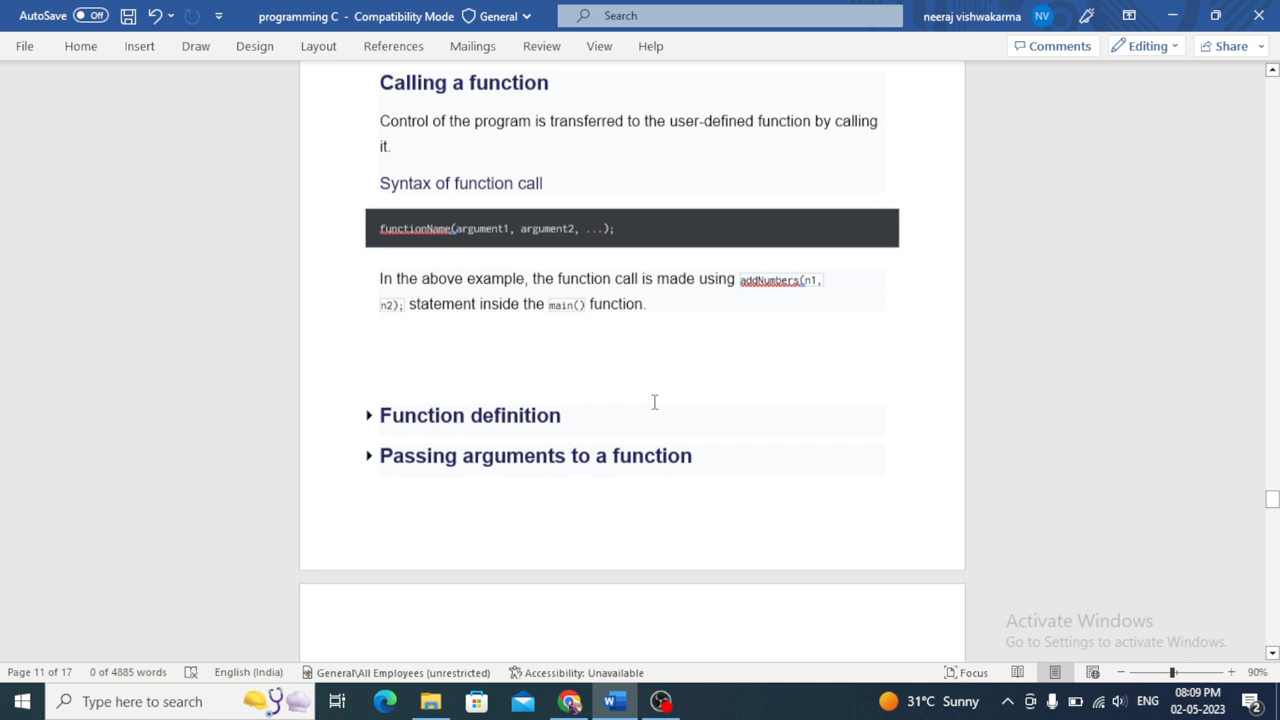 AutoSave Off programming C - Compatibility Mode General Search neeraj vishwakarma NV
File Home Insert Draw Design Layout References Mailings Review View Help Comments Editing Share
Calling a function
Control of the program is transferred to the user-defined function by calling
it.
Syntax of function call
functionName(argument1, argument2, ...);
In the above example, the function call is made using addNumbers(n1,
n2); statement inside the main() function.
Function definition
Passing arguments to a function
Activate Windows
Go to Settings to activate Windows.
Page 11 of 17 0 of 4885 words English (India) General\All Employees (unrestricted) Accessibility: Unavailable Focus 90%
Type here to search 31°C Sunny ENG 08:09 PM
02-05-2023 2